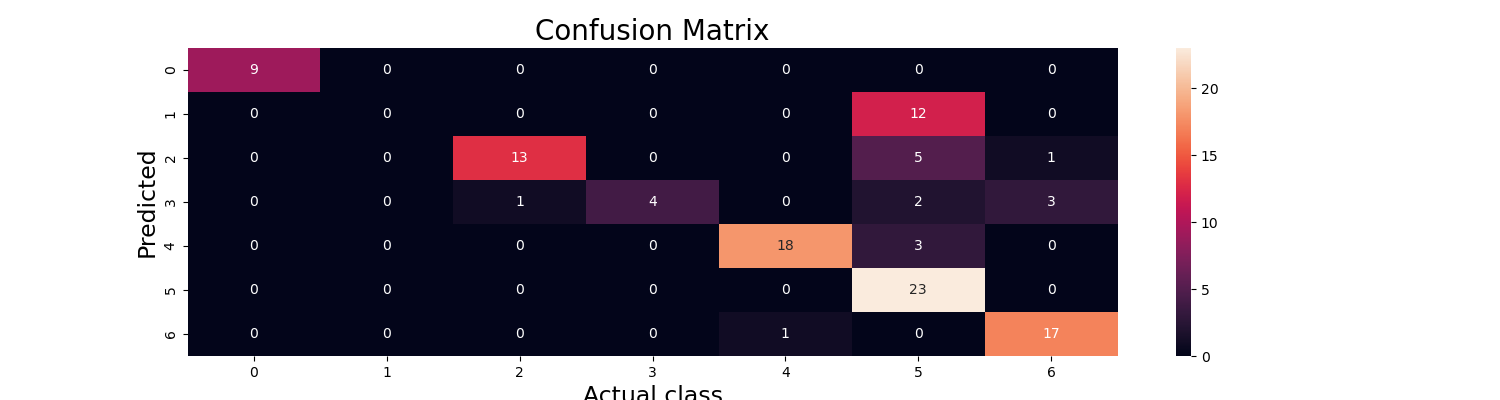 Confusion Matrix
Predicted
0 9 0 0 0 0 0 0
1 0 0 0 0 0 12 0
2 0 0 13 0 0 5 1
3 0 0 1 4 0 2 3
4 0 0 0 0 18 3 0
5 0 0 0 0 0 23 0
6 0 0 0 0 1 0 17
0 1 2 3 4 5 6
Actual class
20
15
10
5
0